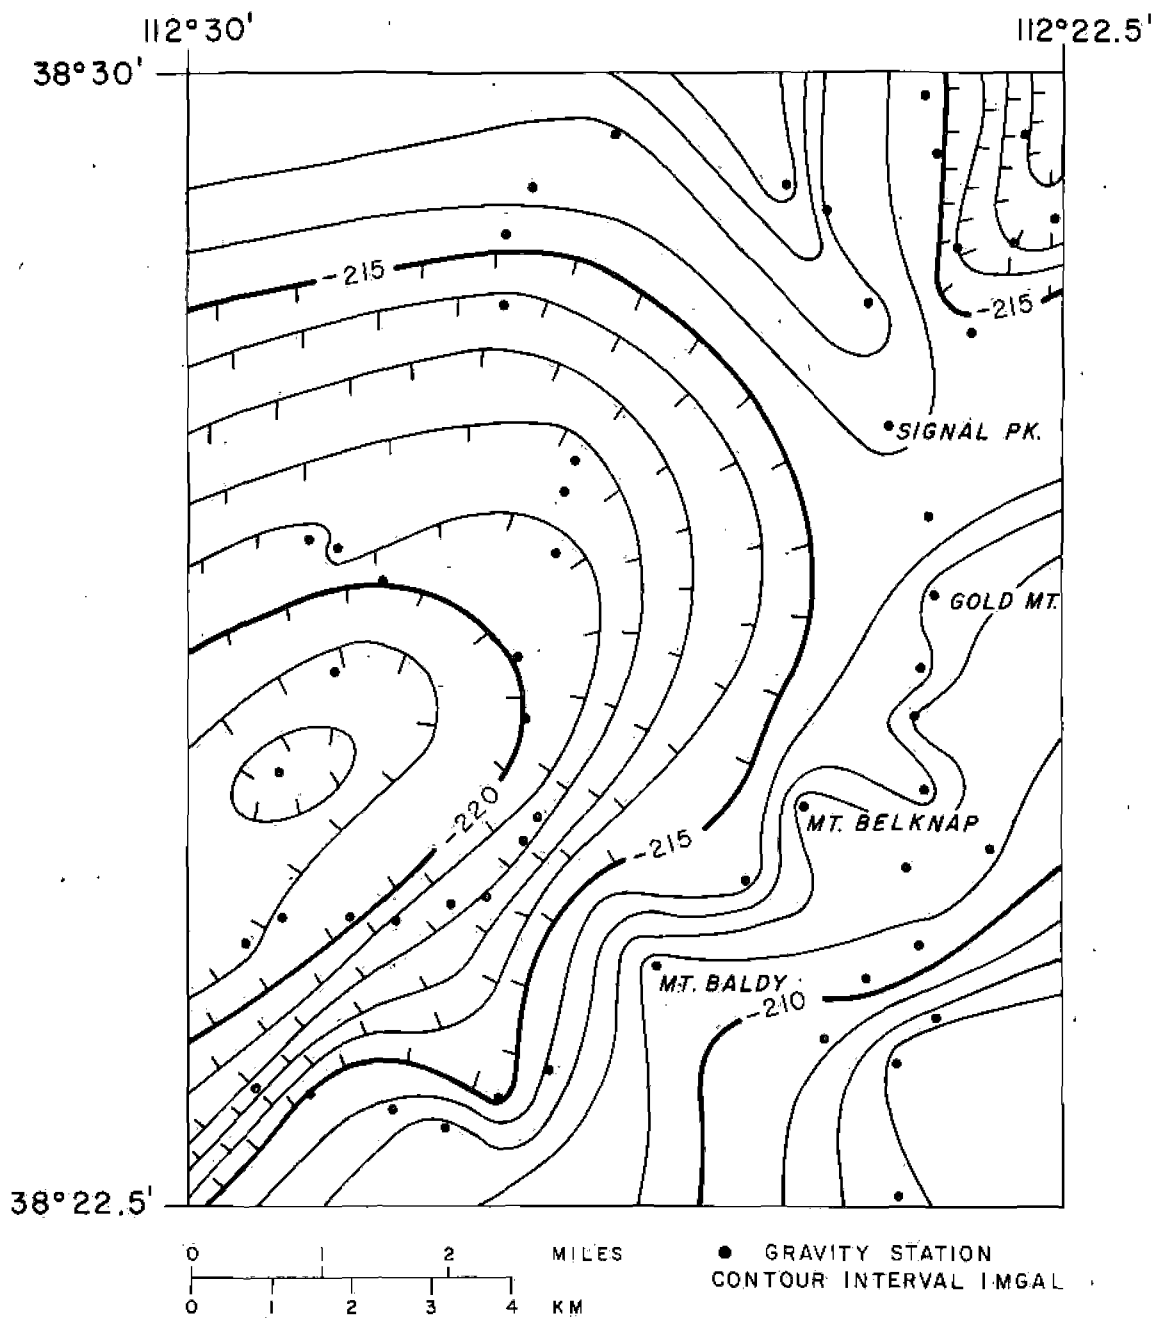 112°30'
112°22.5'
38°30'
-215
-215
SIGNAL PK.
GOLD MT.
-220
MT. BELKNAP
-215
MT. BALDY
-210
38°22.5'
0 1 2 MILES
0 1 2 3 4 KM
● GRAVITY STATION
CONTOUR INTERVAL 1 MGAL